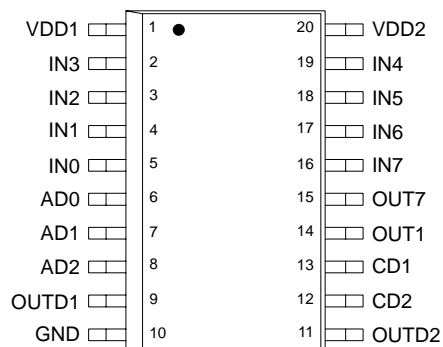 VDD1 1 20 VDD2
IN3 2 19 IN4
IN2 3 18 IN5
IN1 4 17 IN6
IN0 5 16 IN7
AD0 6 15 OUT7
AD1 7 14 OUT1
AD2 8 13 CD1
OUTD1 9 12 CD2
GND 10 11 OUTD2